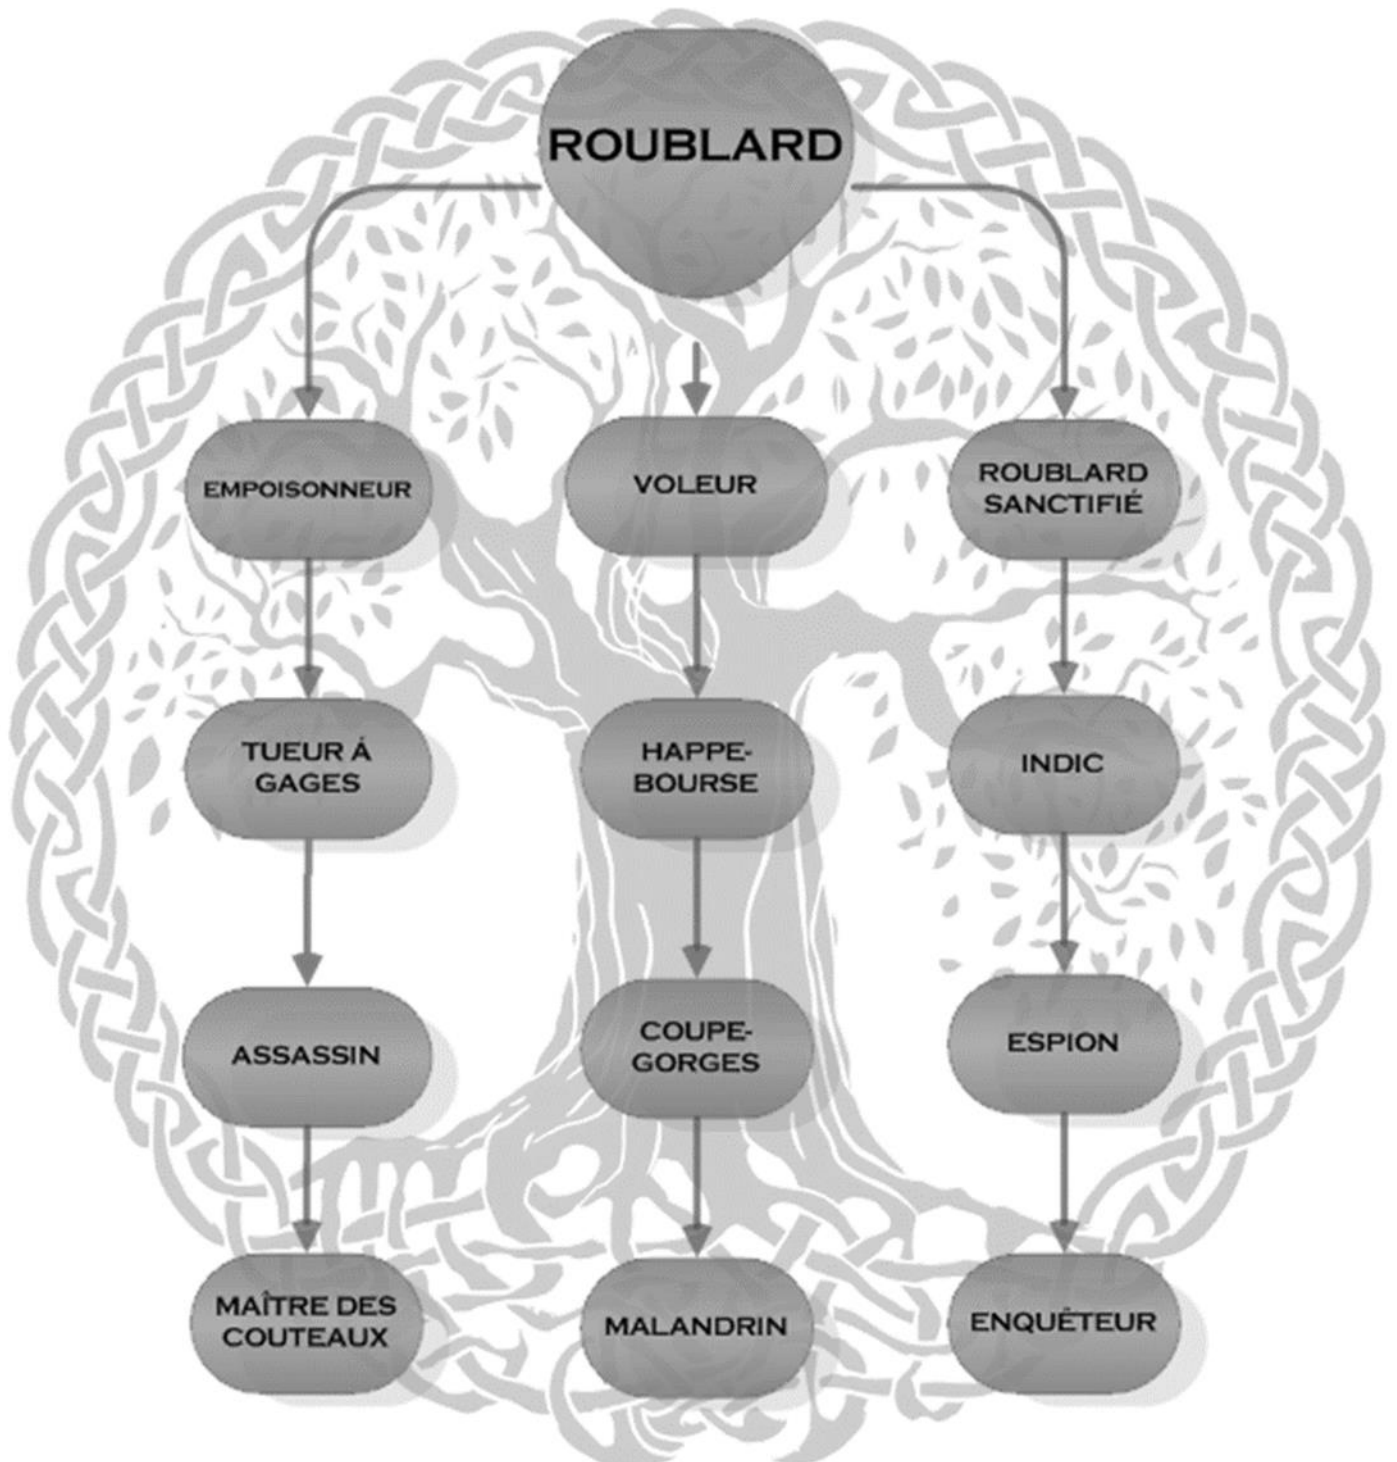 ROUBLARD
EMPOISONNEUR
VOLEUR
ROUBLARD
SANCTIFIÉ
TUEUR Á
GAGES
HAPPE-
BOURSE
INDIC
ASSASSIN
COUPE-
GORGES
ESPION
MAÎTRE DES
COUTEAUX
MALANDRIN
ENQUÊTEUR